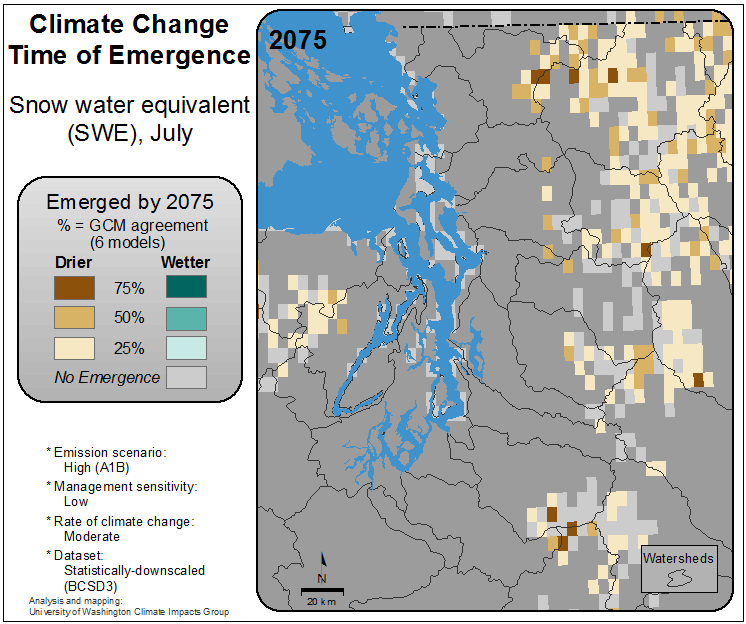 Climate Change
Time of Emergence
Snow water equivalent
(SWE), July
Emerged by 2075
% = GCM agreement
(6 models)
Drier Wetter
75%
50%
25%
No Emergence
* Emission scenario:
High (A1B)
* Management sensitivity:
Low
* Rate of climate change:
Moderate
* Dataset:
Statistically-downscaled
(BCSD3)
Analysis and mapping:
University of Washington Climate Impacts Group
2075
N
20 km
Watersheds